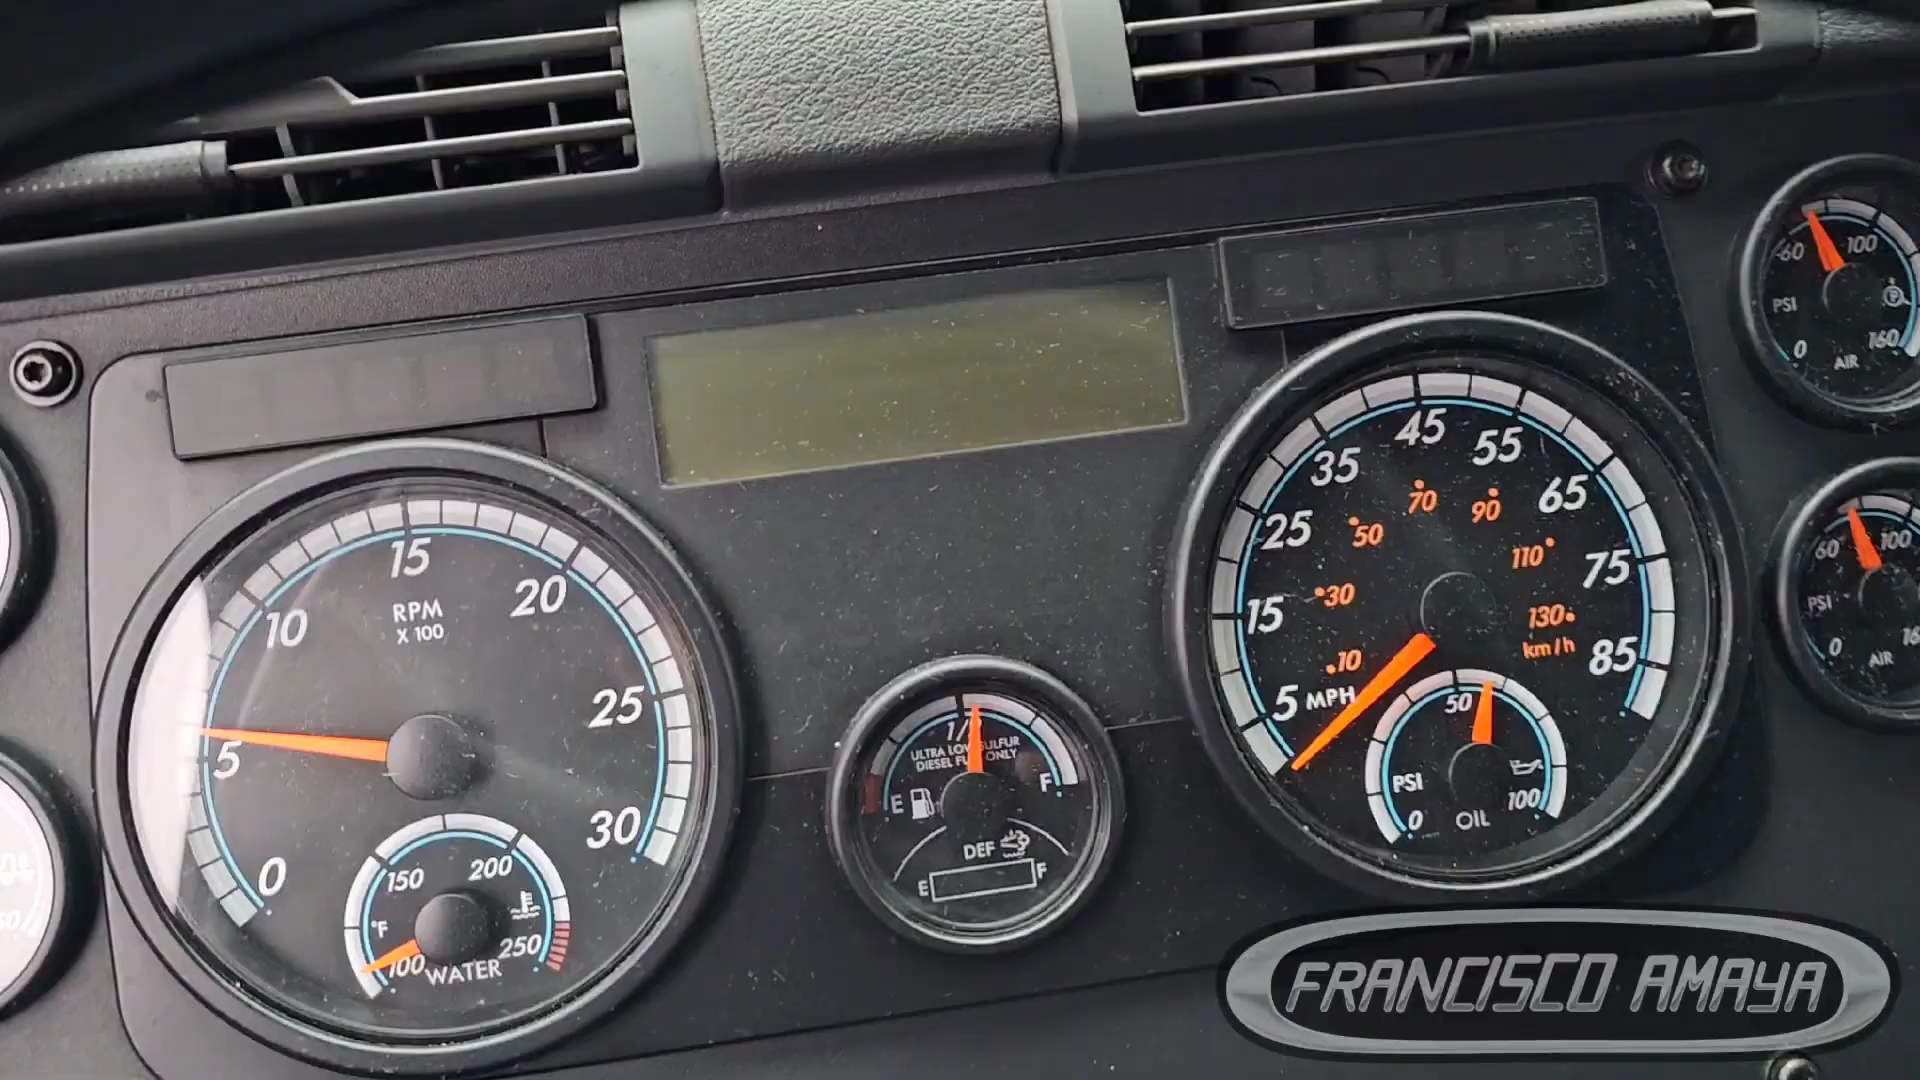 60
100
PSI
0
160
AIR
45
35
55
25
65
15
75
5
MPH
85
70
90
50
110
30
130
10
km/h
50
PSI
0
100
OIL
60
100
PSI
0
AIR
15
10
20
RPM
X 100
5
25
0
30
150
200
°F
100
250
WATER
ULTRA LOW SULFUR
DIESEL FUEL ONLY
E
F
DEF
E
F
FRANCISCO AMAYA